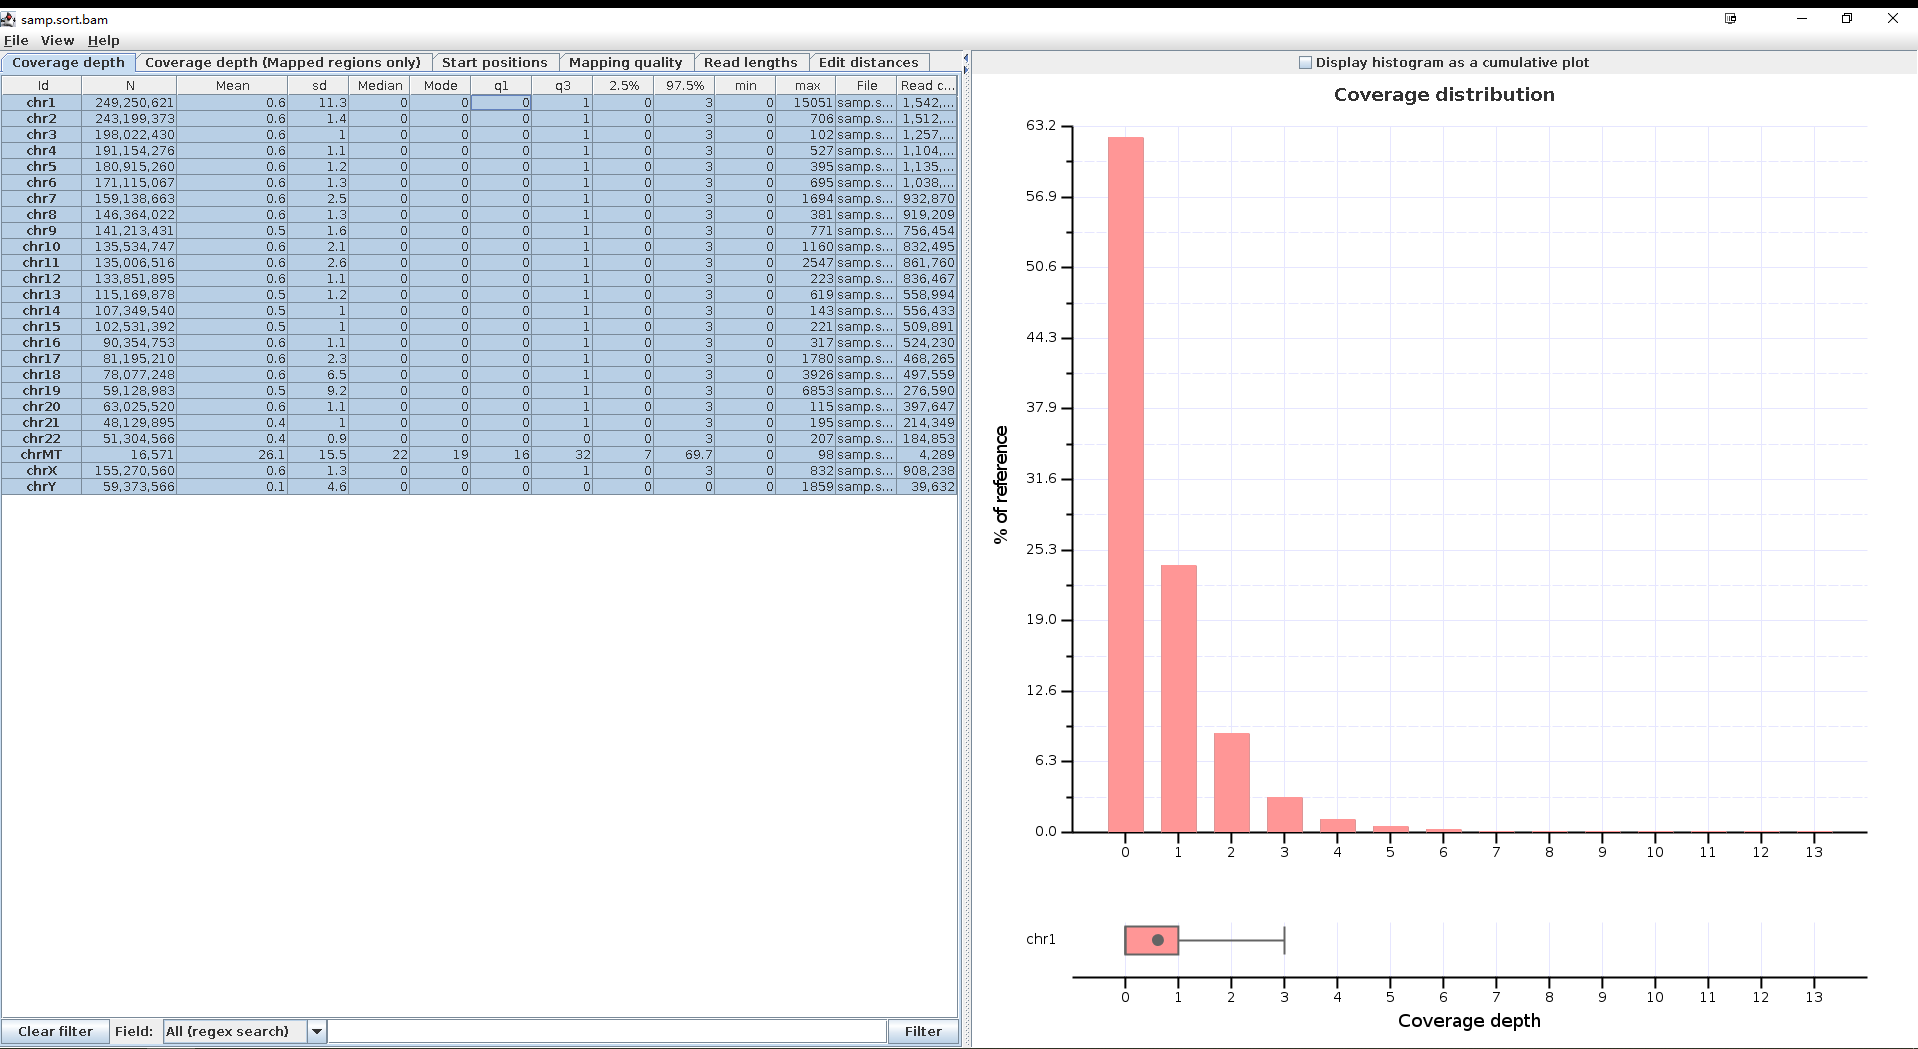 samp.sort.bam
File View Help
Coverage depth Coverage depth (Mapped regions only) Start positions Mapping quality Read lengths Edit distances
Id N Mean sd Median Mode q1 q3 2.5% 97.5% min max File Read c...
chr1 249,250,621 0.6 11.3 0 0 0 1 0 3 0 15051 samp.s... 1,542,...
chr2 243,199,373 0.6 1.4 0 0 0 1 0 3 0 706 samp.s... 1,512,...
chr3 198,022,430 0.6 1 0 0 0 1 0 3 0 102 samp.s... 1,257,...
chr4 191,154,276 0.6 1.1 0 0 0 1 0 3 0 527 samp.s... 1,104,...
chr5 180,915,260 0.6 1.2 0 0 0 1 0 3 0 395 samp.s... 1,135,...
chr6 171,115,067 0.6 1.3 0 0 0 1 0 3 0 695 samp.s... 1,038,...
chr7 159,138,663 0.6 2.5 0 0 0 1 0 3 0 1694 samp.s... 932,870
chr8 146,364,022 0.6 1.3 0 0 0 1 0 3 0 381 samp.s... 919,209
chr9 141,213,431 0.5 1.6 0 0 0 1 0 3 0 771 samp.s... 756,454
chr10 135,534,747 0.6 2.1 0 0 0 1 0 3 0 1160 samp.s... 832,495
chr11 135,006,516 0.6 2.6 0 0 0 1 0 3 0 2547 samp.s... 861,760
chr12 133,851,895 0.6 1.1 0 0 0 1 0 3 0 223 samp.s... 836,467
chr13 115,169,878 0.5 1.2 0 0 0 1 0 3 0 619 samp.s... 558,994
chr14 107,349,540 0.5 1 0 0 0 1 0 3 0 143 samp.s... 556,433
chr15 102,531,392 0.5 1 0 0 0 1 0 3 0 221 samp.s... 509,891
chr16 90,354,753 0.6 1.1 0 0 0 1 0 3 0 317 samp.s... 524,230
chr17 81,195,210 0.6 2.3 0 0 0 1 0 3 0 1780 samp.s... 468,265
chr18 78,077,248 0.6 6.5 0 0 0 1 0 3 0 3926 samp.s... 497,559
chr19 59,128,983 0.5 9.2 0 0 0 1 0 3 0 6853 samp.s... 276,590
chr20 63,025,520 0.6 1.1 0 0 0 1 0 3 0 115 samp.s... 397,647
chr21 48,129,895 0.4 1 0 0 0 1 0 3 0 195 samp.s... 214,349
chr22 51,304,566 0.4 0.9 0 0 0 0 0 3 0 207 samp.s... 184,853
chrMT 16,571 26.1 15.5 22 19 16 32 7 69.7 0 98 samp.s... 4,289
chrX 155,270,560 0.6 1.3 0 0 0 1 0 3 0 832 samp.s... 908,238
chrY 59,373,566 0.1 4.6 0 0 0 0 0 0 0 1859 samp.s... 39,632
Clear filter Field: All (regex search) Filter
Display histogram as a cumulative plot
Coverage distribution
% of reference
63.2
56.9
50.6
44.3
37.9
31.6
25.3
19.0
12.6
6.3
0.0
0 1 2 3 4 5 6 7 8 9 10 11 12 13
chr1
0 1 2 3 4 5 6 7 8 9 10 11 12 13
Coverage depth